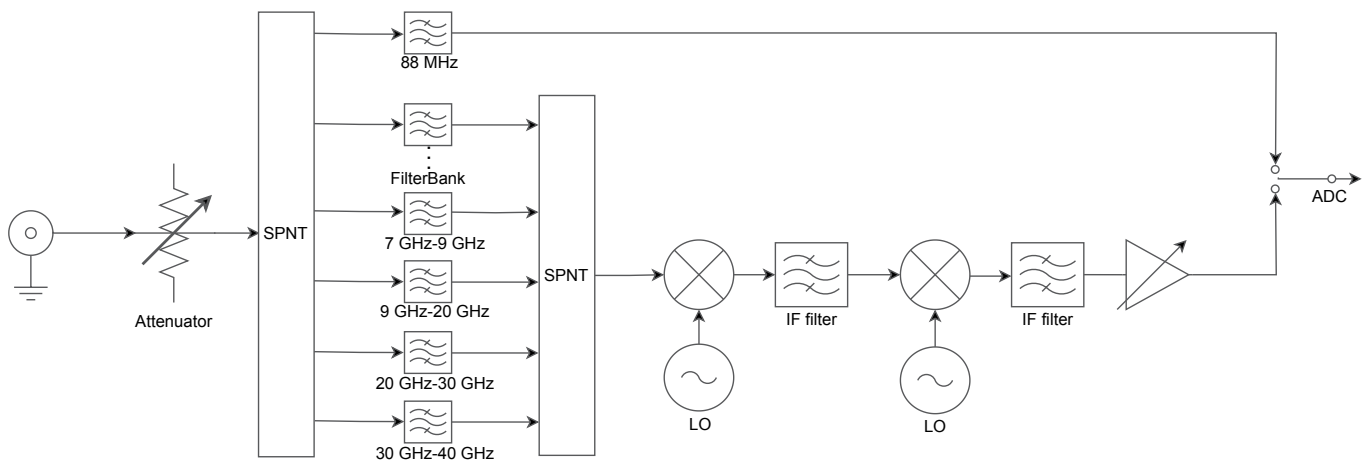 88 MHz
FilterBank
SPNT
7 GHz-9 GHz
ADC
SPNT
9 GHz-20 GHz
Attenuator
IF filter
IF filter
20 GHz-30 GHz
LO
LO
30 GHz-40 GHz